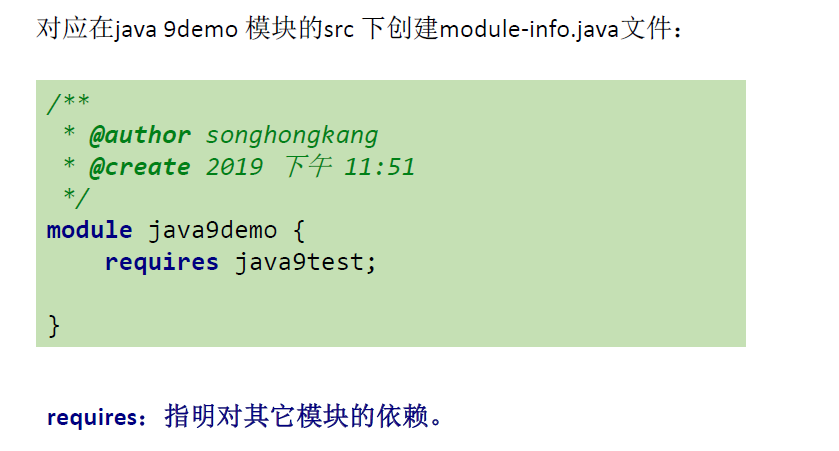 对应在java 9demo 模块的src 下创建module-info.java文件：
/**
 * @author songhongkang
 * @create 2019 下午 11:51
 */
module java9demo {
    requires java9test;
}
requires：指明对其它模块的依赖。